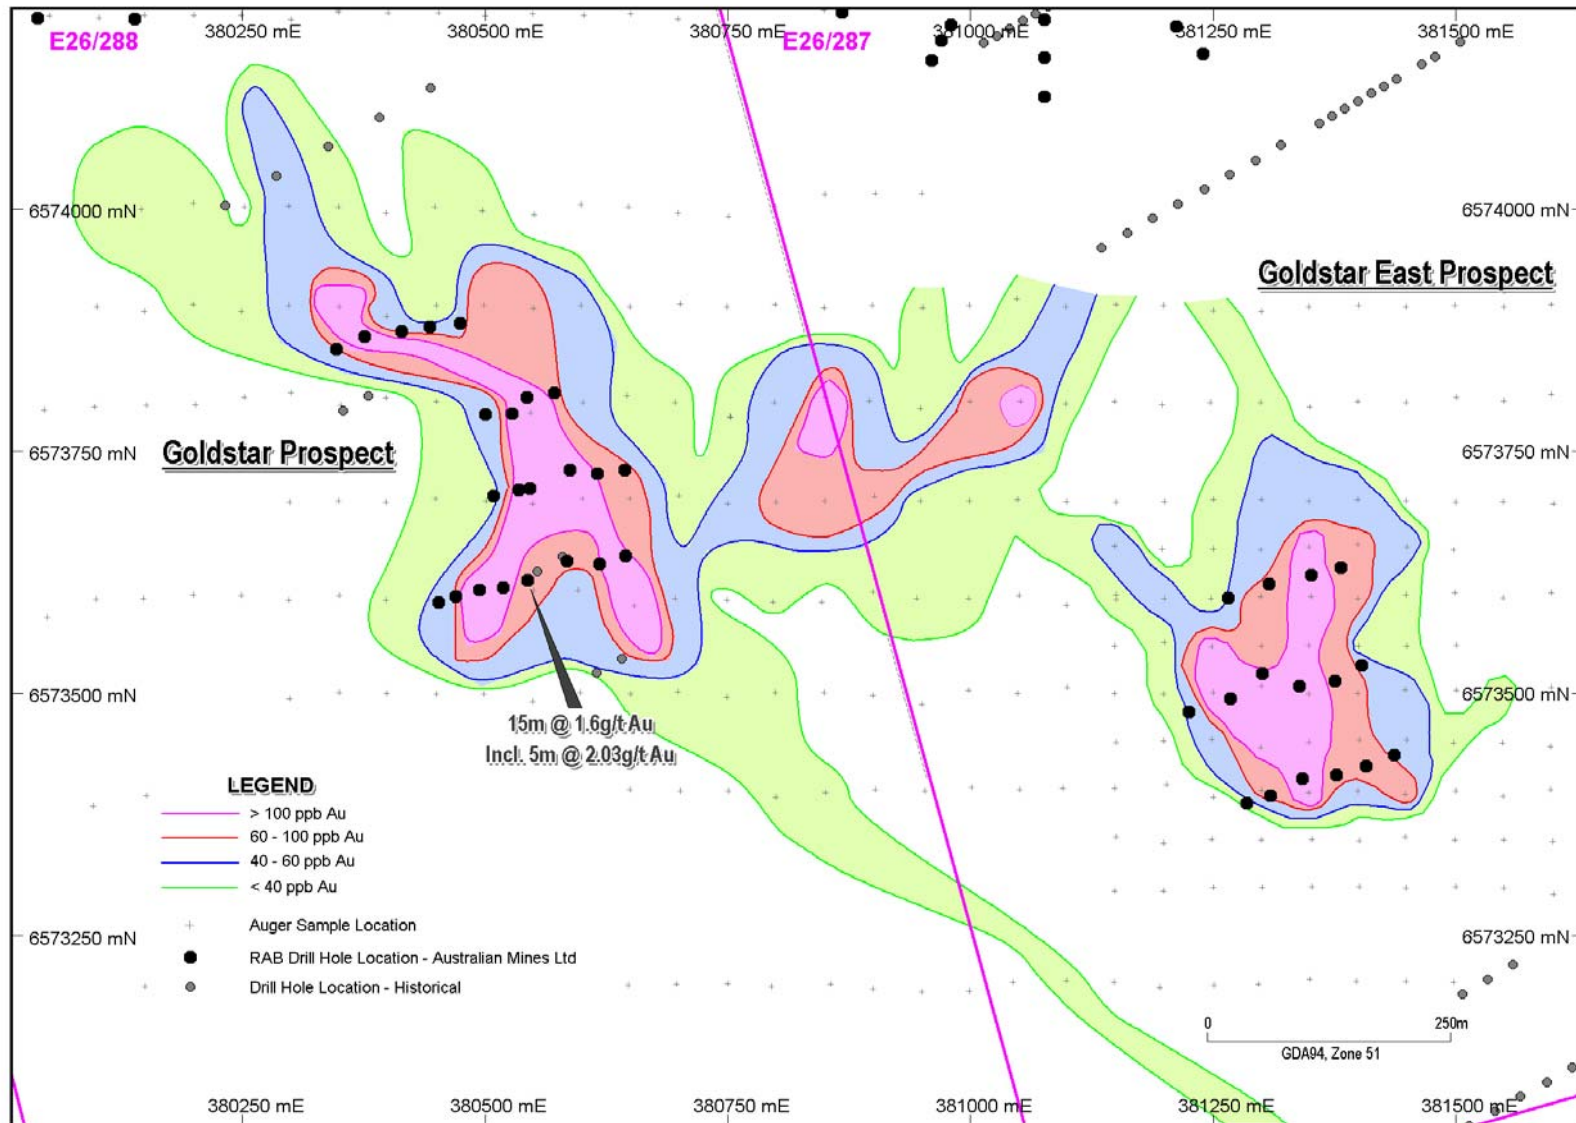 380250 mE
380500 mE
380750 mE
381000 mE
381250 mE
381500 mE
E26/288
E26/287
6574000 mN
6574000 mN
Goldstar East Prospect
Goldstar Prospect
6573750 mN
6573750 mN
6573500 mN
6573500 mN
15m @ 1.6g/t Au
Incl. 5m @ 2.03g/t Au
LEGEND
> 100 ppb Au
60 - 100 ppb Au
40 - 60 ppb Au
< 40 ppb Au
Auger Sample Location
RAB Drill Hole Location - Australian Mines Ltd
Drill Hole Location - Historical
6573250 mN
6573250 mN
0
250m
GDA94, Zone 51
380250 mE
380500 mE
380750 mE
381000 mE
381250 mE
381500 mE